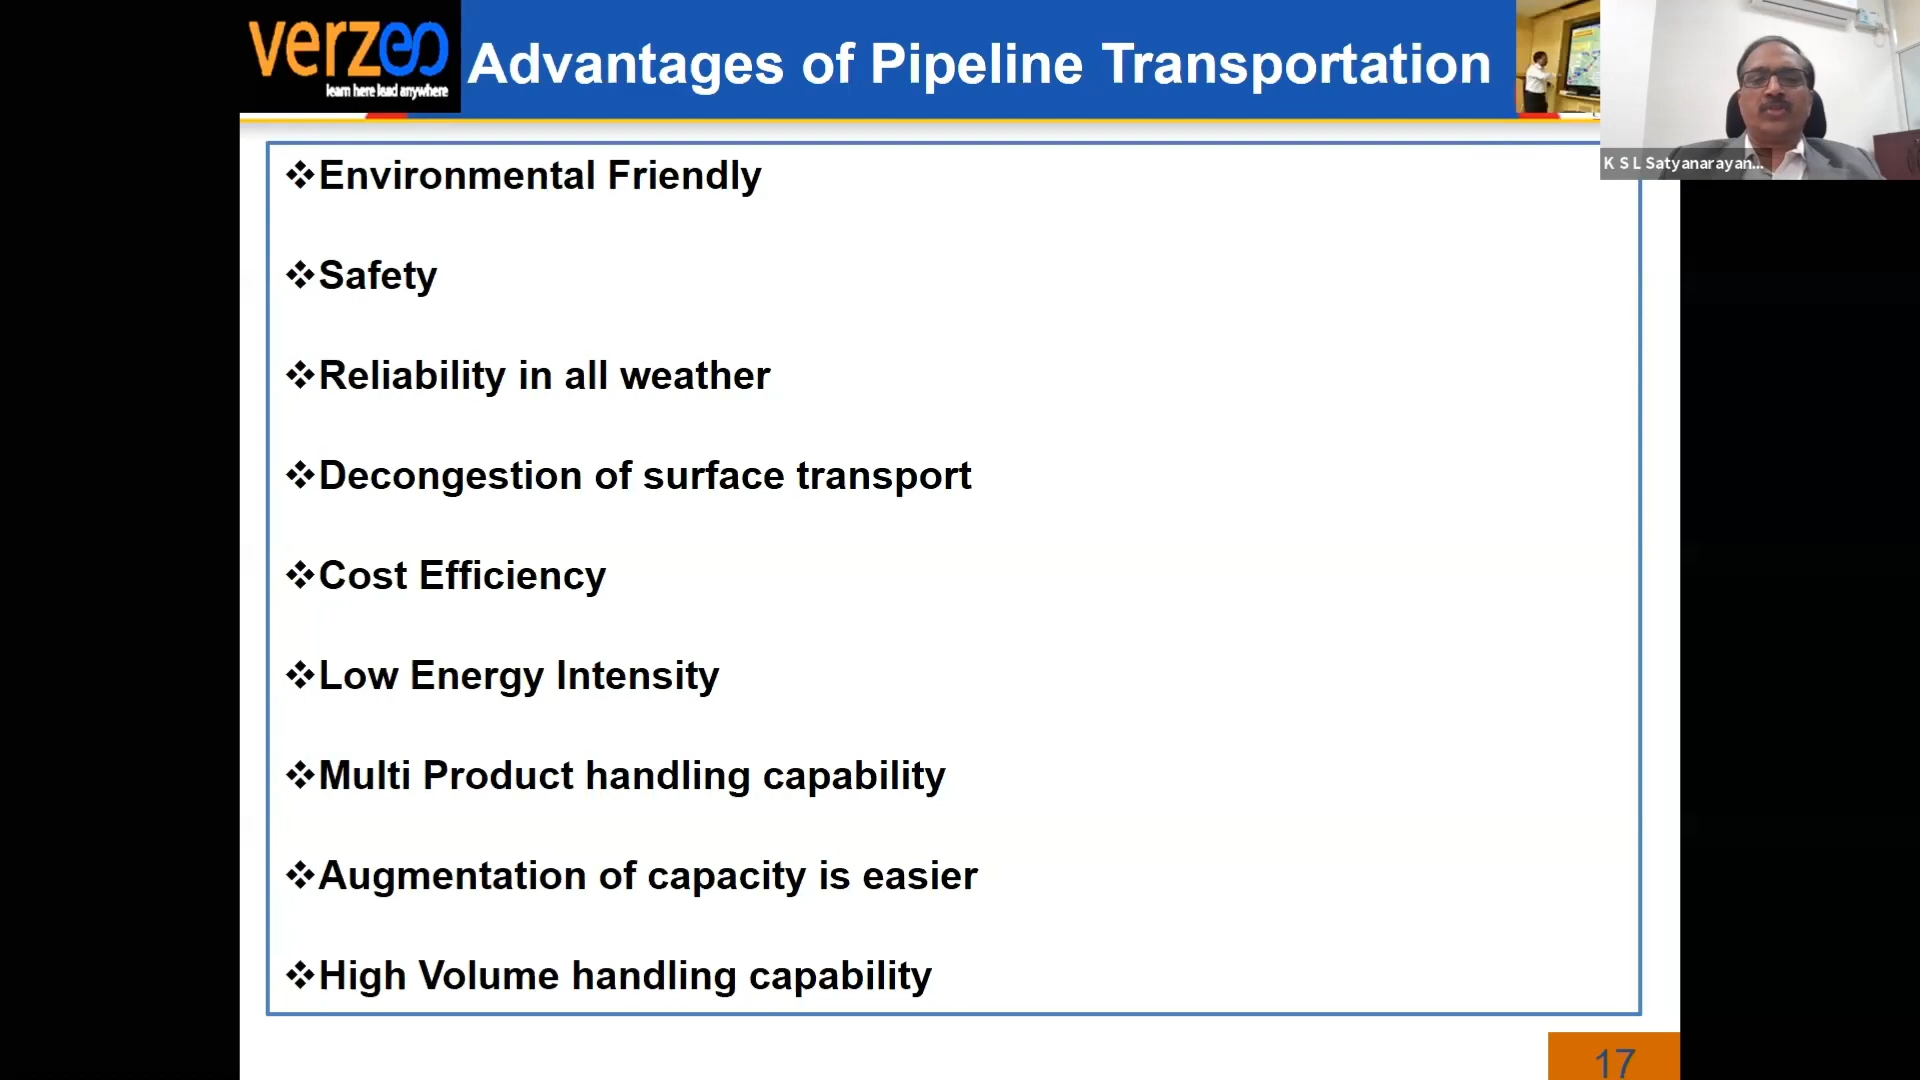 verzeo
learn here lead anywhere
Advantages of Pipeline Transportation
K S L Satyanarayan...
❖Environmental Friendly
❖Safety
❖Reliability in all weather
❖Decongestion of surface transport
❖Cost Efficiency
❖Low Energy Intensity
❖Multi Product handling capability
❖Augmentation of capacity is easier
❖High Volume handling capability
17